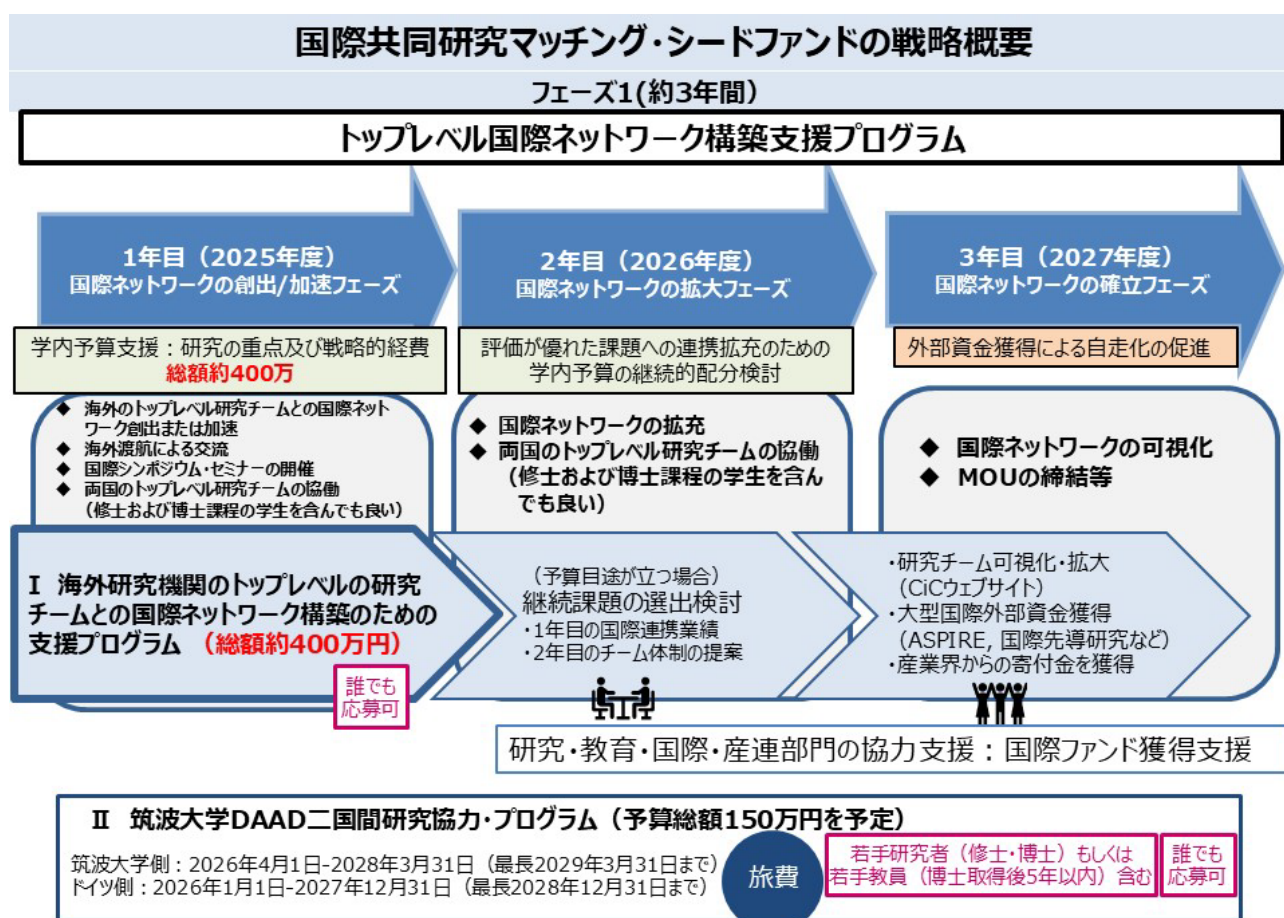 国際共同研究マッチング・シードファンドの戦略概要
フェーズ1(約3年間)
トップレベル国際ネットワーク構築支援プログラム
1年目（2025年度）
国際ネットワークの創出/加速フェーズ
2年目（2026年度）
国際ネットワークの拡大フェーズ
3年目（2027年度）
国際ネットワークの確立フェーズ
学内予算支援：研究の重点及び戦略的経費
総額約400万
評価が優れた課題への連携拡充のための
学内予算の継続的配分検討
外部資金獲得による自走化の促進
◆ 海外のトップレベル研究チームとの国際ネット
ワーク創出または加速
◆ 海外渡航による交流
◆ 国際シンポジウム・セミナーの開催
◆ 両国のトップレベル研究チームの協働
（修士および博士課程の学生を含んでも良い）
◆ 国際ネットワークの拡充
◆ 両国のトップレベル研究チームの協働
（修士および博士課程の学生を含ん
でも良い）
◆ 国際ネットワークの可視化
◆ MOUの締結等
Ⅰ 海外研究機関のトップレベルの研究
チームとの国際ネットワーク構築のための
支援プログラム （総額約400万円）
誰でも
応募可
（予算目途が立つ場合）
継続課題の選出検討
・1年目の国際連携業績
・2年目のチーム体制の提案
・研究チーム可視化・拡大
（CiCウェブサイト）
・大型国際外部資金獲得
（ASPIRE, 国際先導研究など）
・産業界からの寄付金を獲得
研究・教育・国際・産連部門の協力支援：国際ファンド獲得支援
Ⅱ 筑波大学DAAD二国間研究協力・プログラム（予算総額150万円を予定）
筑波大学側：2026年4月1日-2028年3月31日（最長2029年3月31日まで）
ドイツ側：2026年1月1日-2027年12月31日（最長2028年12月31日まで）
旅費
若手研究者（修士・博士）もしくは
若手教員（博士取得後5年以内）含む
誰でも
応募可